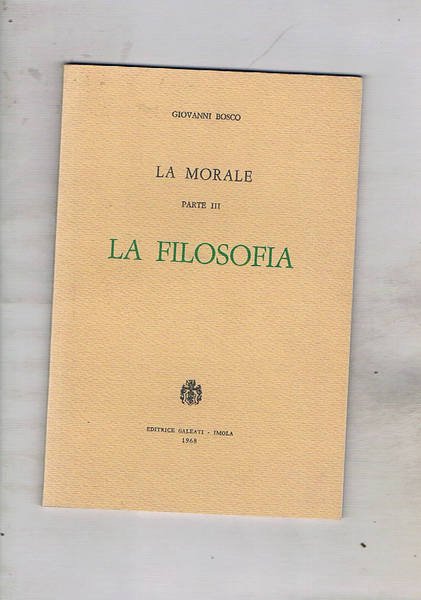 GIOVANNI BOSCO
LA MORALE
PARTE III
LA FILOSOFIA
EDITRICE GALEATI - IMOLA
1968